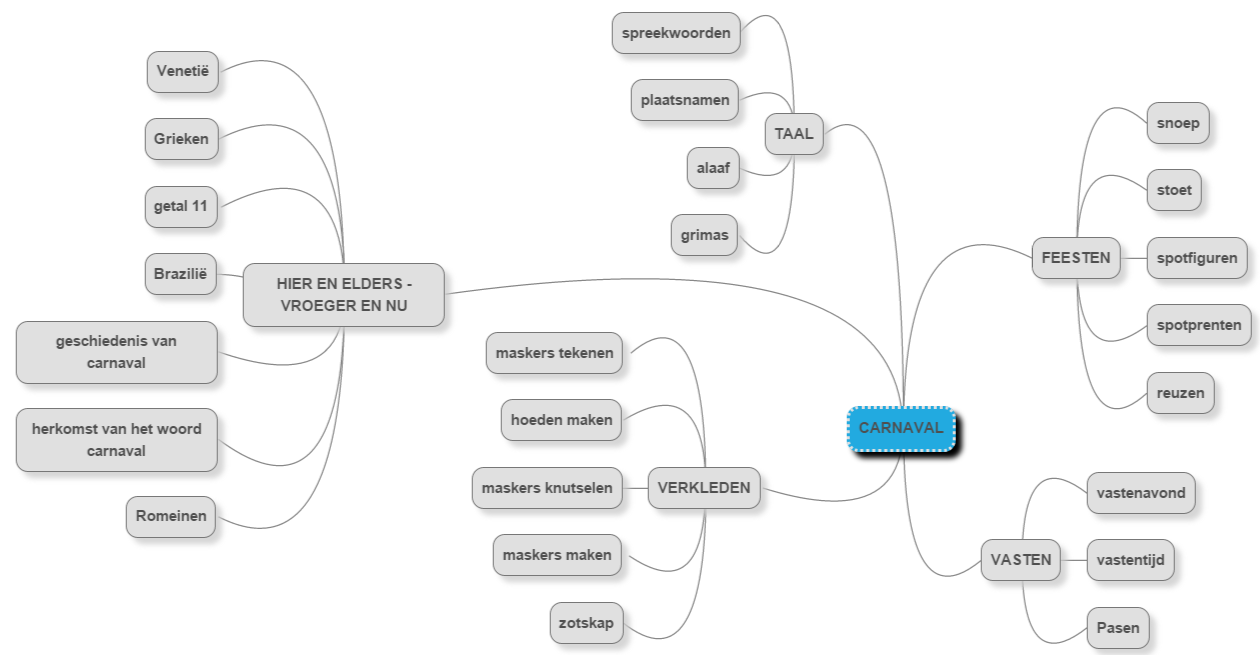 CARNAVAL
TAAL
spreekwoorden
plaatsnamen
alaaf
grimas
HIER EN ELDERS -
VROEGER EN NU
Venetië
Grieken
getal 11
Brazilië
geschiedenis van
carnaval
herkomst van het woord
carnaval
Romeinen
VERKLEDEN
maskers tekenen
hoeden maken
maskers knutselen
maskers maken
zotskap
FEESTEN
snoep
stoet
spotfiguren
spotprenten
reuzen
VASTEN
vastenavond
vastentijd
Pasen